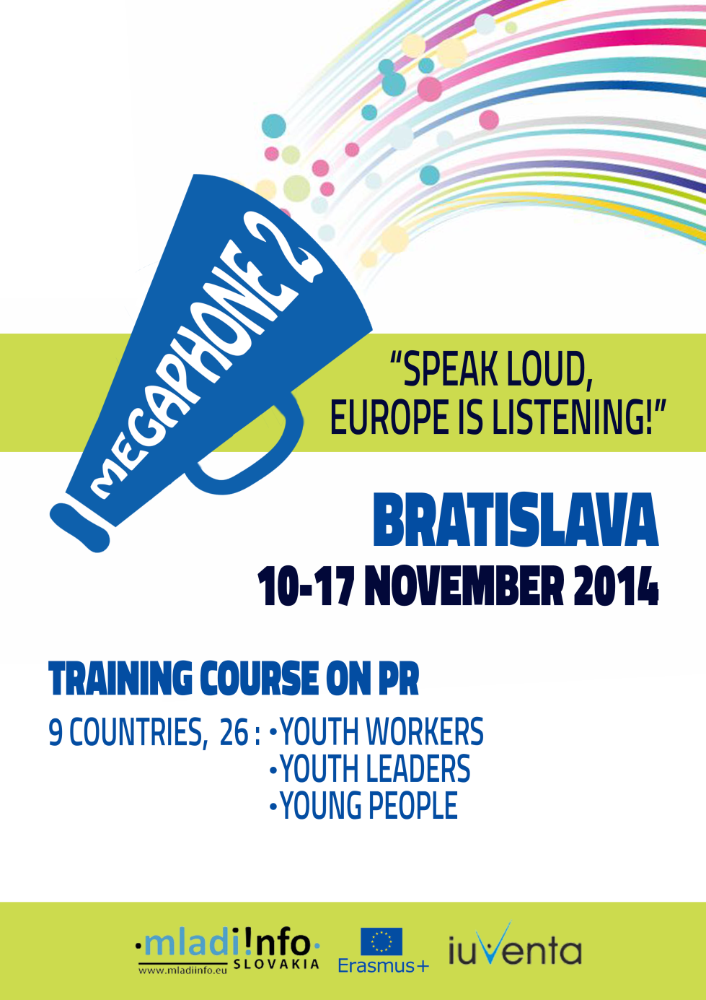 MEGAPHONE 2
“SPEAK LOUD,
EUROPE IS LISTENING!”
BRATISLAVA
10-17 NOVEMBER 2014
TRAINING COURSE ON PR
9 COUNTRIES, 26 : •YOUTH WORKERS
•YOUTH LEADERS
•YOUNG PEOPLE
•mladi!nfo•
SLOVAKIA
www.mladiinfo.eu
Erasmus+
iuventa